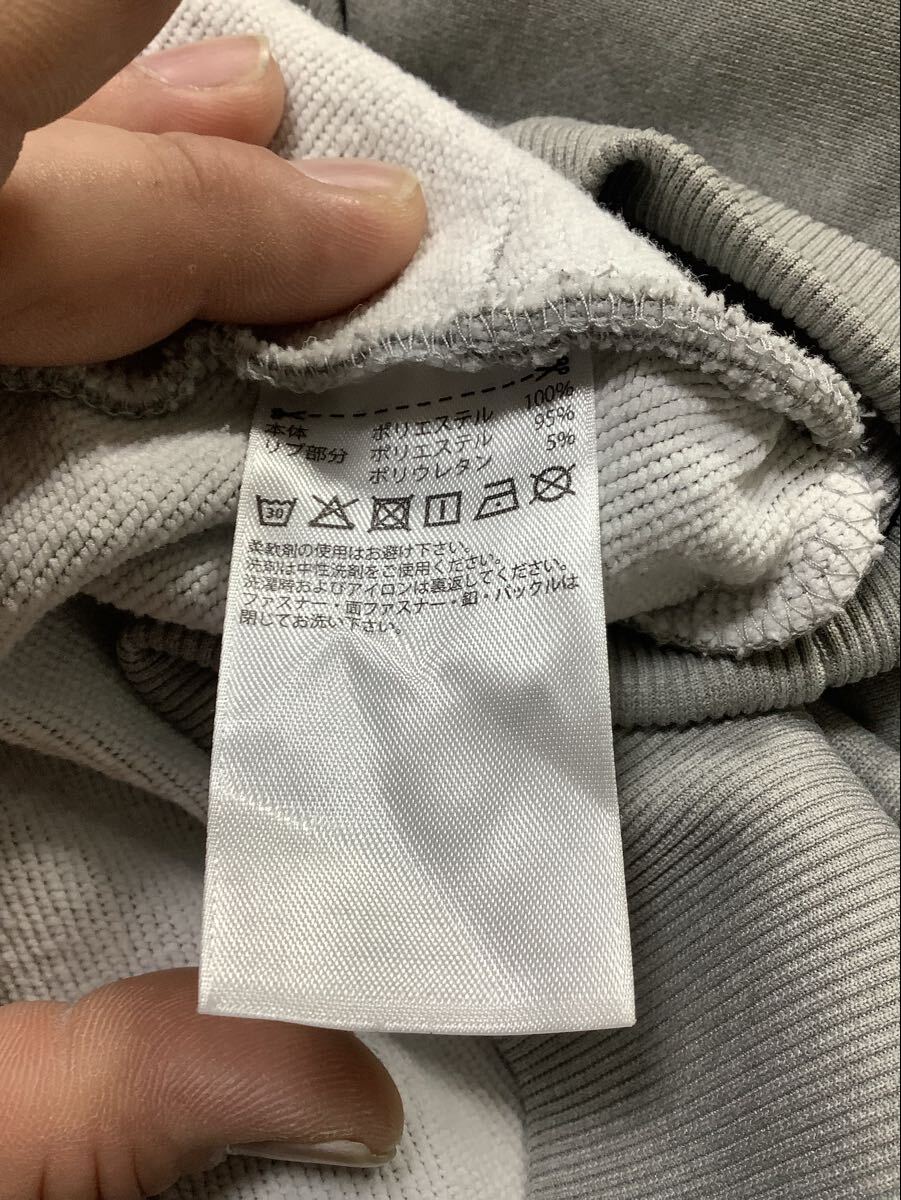 本体 ポリエステル 100%
リブ部分 ポリエステル 95%
ポリウレタン 5%
30
柔軟剤の使用はお避け下さい。
洗剤は中性洗剤をご使用ください。
洗濯時およびアイロンは裏返してください。
ファスナー・面ファスナー・釦・バックルは
閉じてお洗い下さい。